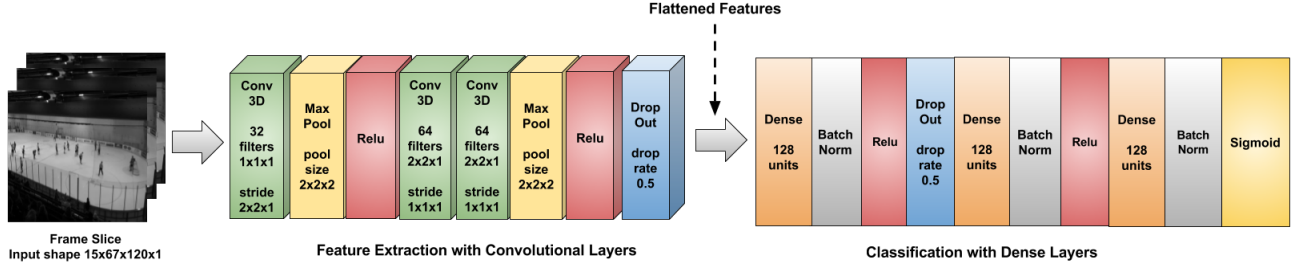 Flattened Features
Conv
3D
32
filters
1x1x1
stride
2x2x1
Max
Pool
pool
size
2x2x2
Relu
Conv
3D
64
filters
2x2x1
stride
1x1x1
Conv
3D
64
filters
2x2x1
stride
1x1x1
Max
Pool
pool
size
2x2x2
Relu
Drop
Out
drop
rate
0.5
Dense
128
units
Batch
Norm
Relu
Drop
Out
drop
rate
0.5
Dense
128
units
Batch
Norm
Relu
Dense
128
units
Batch
Norm
Sigmoid
Frame Slice
Input shape 15x67x120x1
Feature Extraction with Convolutional Layers
Classification with Dense Layers